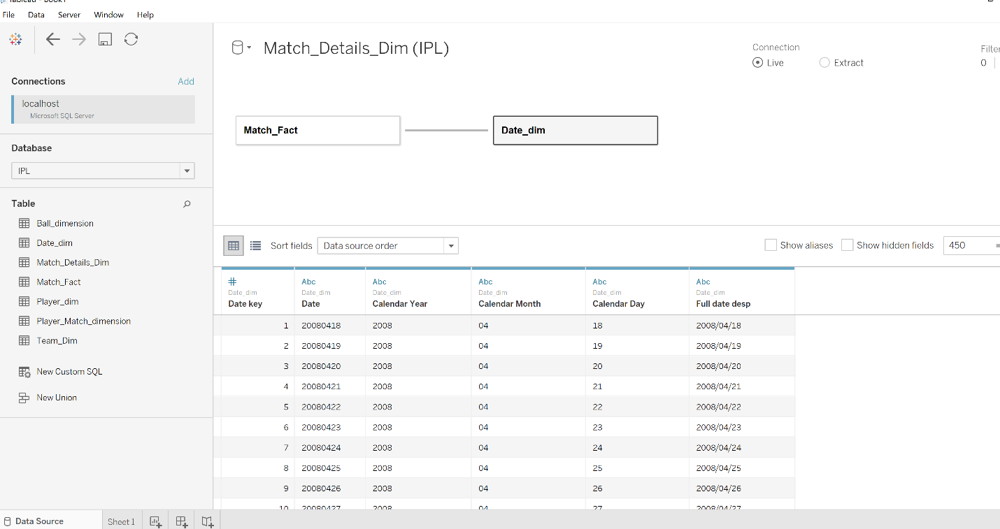 File Data Server Window Help
Match_Details_Dim (IPL)
Connection
Live Extract
0
Connections Add
localhost
Microsoft SQL Server
Database
IPL
Table
Ball_dimension
Date_dim
Match_Details_Dim
Match_Fact
Player_dim
Player_Match_dimension
Team_Dim
New Custom SQL
New Union
Match_Fact Date_dim
Sort fields Data source order Show aliases Show hidden fields 450
# Abc Abc Abc Abc Abc
Date_dim Date_dim Date_dim Date_dim Date_dim Date_dim
Date key Date Calendar Year Calendar Month Calendar Day Full date desp
1 20080418 2008 04 18 2008/04/18
2 20080419 2008 04 19 2008/04/19
3 20080420 2008 04 20 2008/04/20
4 20080421 2008 04 21 2008/04/21
5 20080422 2008 04 22 2008/04/22
6 20080423 2008 04 23 2008/04/23
7 20080424 2008 04 24 2008/04/24
8 20080425 2008 04 25 2008/04/25
9 20080426 2008 04 26 2008/04/26
10 20080427 2008 04 27 2008/04/27
Data Source Sheet 1